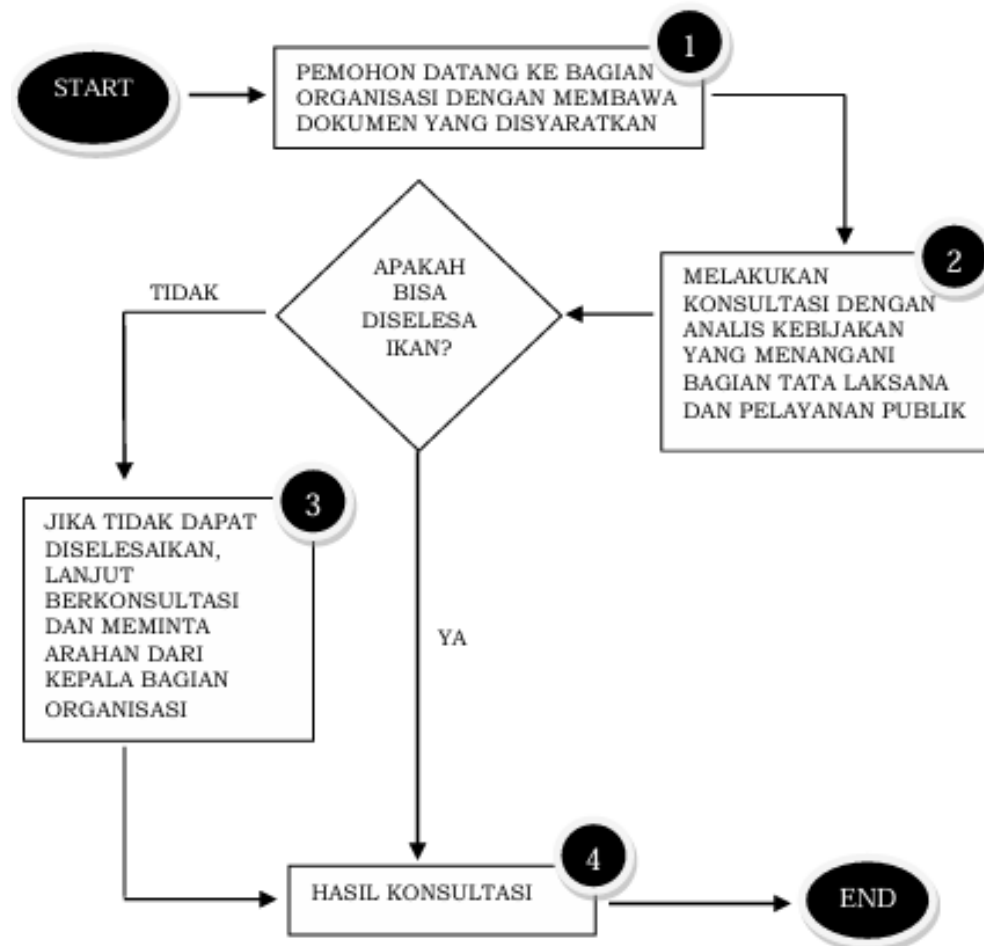 START
1
PEMOHON DATANG KE BAGIAN
ORGANISASI DENGAN MEMBAWA
DOKUMEN YANG DISYARATKAN
2
MELAKUKAN
KONSULTASI DENGAN
ANALIS KEBIJAKAN
YANG MENANGANI
BAGIAN TATA LAKSANA
DAN PELAYANAN PUBLIK
APAKAH
BISA
DISELESA
IKAN?
TIDAK
3
JIKA TIDAK DAPAT
DISELESAIKAN,
LANJUT
BERKONSULTASI
DAN MEMINTA
ARAHAN DARI
KEPALA BAGIAN
ORGANISASI
YA
4
HASIL KONSULTASI
END